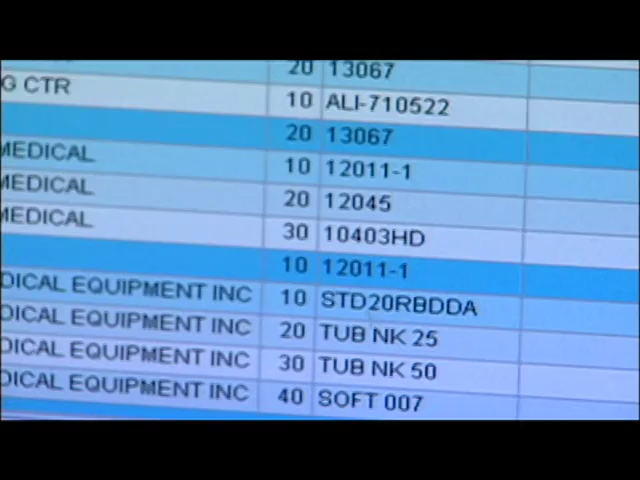 20 13067
G CTR 10 ALI-710522
20 13067
MEDICAL 10 12011-1
MEDICAL 20 12045
MEDICAL 30 10403HD
10 12011-1
DICAL EQUIPMENT INC 10 STD20RBDDA
DICAL EQUIPMENT INC 20 TUB NK 25
DICAL EQUIPMENT INC 30 TUB NK 50
DICAL EQUIPMENT INC 40 SOFT 007